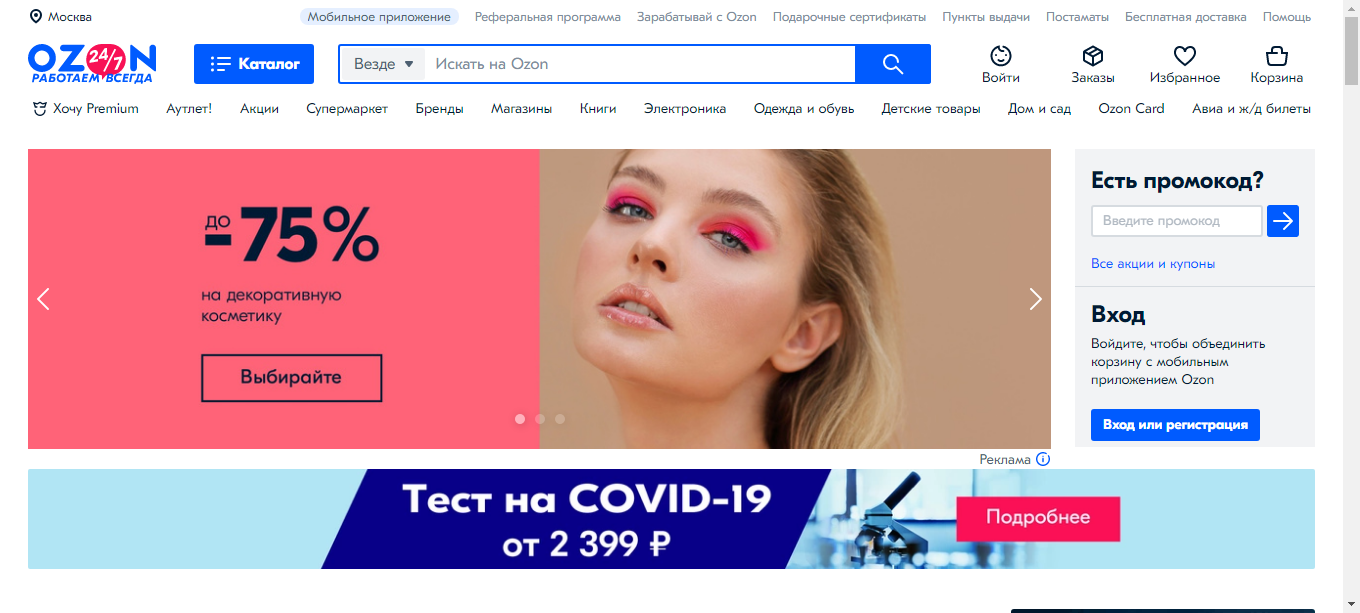 Москва
Мобильное приложение
Реферальная программа
Зарабатывай с Ozon
Подарочные сертификаты
Пункты выдачи
Постаматы
Бесплатная доставка
Помощь
OZON
24/7
РАБОТАЕМ ВСЕГДА
Каталог
Везде
Искать на Ozon
Войти
Заказы
Избранное
Корзина
Хочу Premium
Аутлет!
Акции
Супермаркет
Бренды
Магазины
Книги
Электроника
Одежда и обувь
Детские товары
Дом и сад
Ozon Card
Авиа и ж/д билеты
до
-75%
на декоративную
косметику
Выбирайте
Есть промокод?
Введите промокод
Все акции и купоны
Вход
Войдите, чтобы объединить
корзину с мобильным
приложением Ozon
Вход или регистрация
Реклама
Тест на COVID-19
от 2 399 ₽
Подробнее